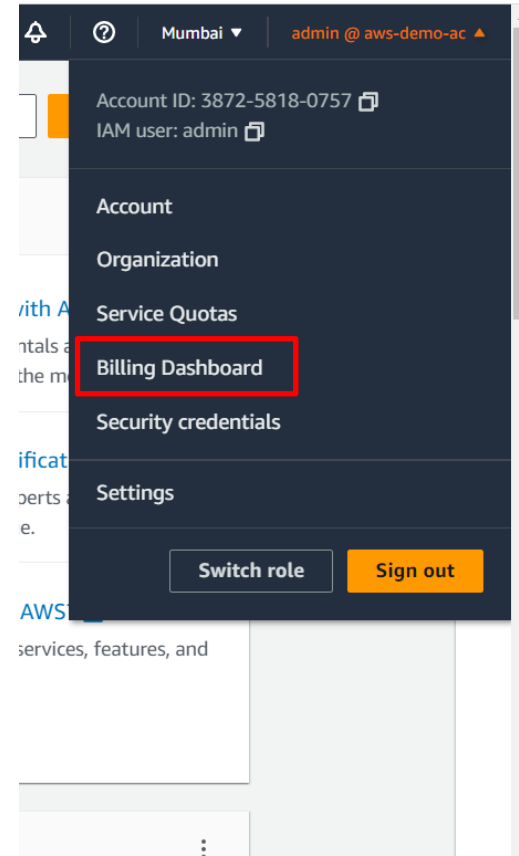 Mumbai ▼ admin @ aws-demo-ac ▲
Account ID: 3872-5818-0757
IAM user: admin
Account
Organization
with A
Service Quotas
ntals a
Billing Dashboard
the m
Security credentials
ificat
perts a
Settings
e.
Switch role Sign out
AWS
services, features, and